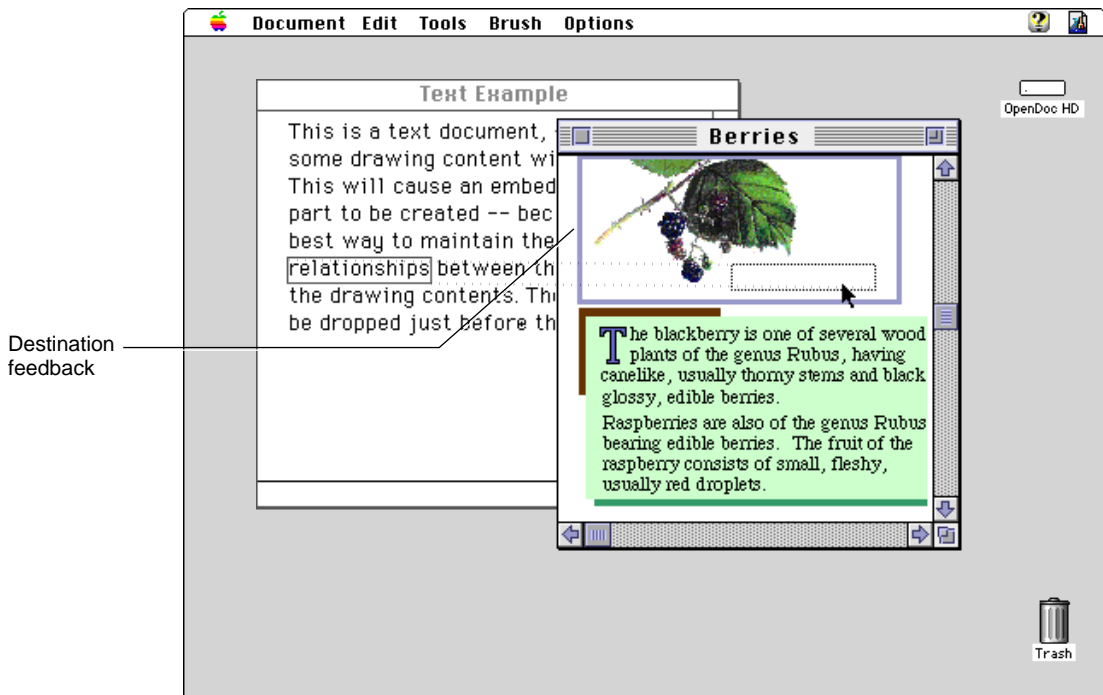 Document Edit Tools Brush Options
OpenDoc HD
Text Example
This is a text document,
some drawing content wi
This will cause an embed
part to be created -- bec
best way to maintain the
relationships between th
the drawing contents. Th
be dropped just before th
Berries
The blackberry is one of several wood
plants of the genus Rubus, having
canelike, usually thorny stems and black
glossy, edible berries.
Raspberries are also of the genus Rubus
bearing edible berries. The fruit of the
raspberry consists of small, fleshy,
usually red droplets.
Destination
feedback
Trash